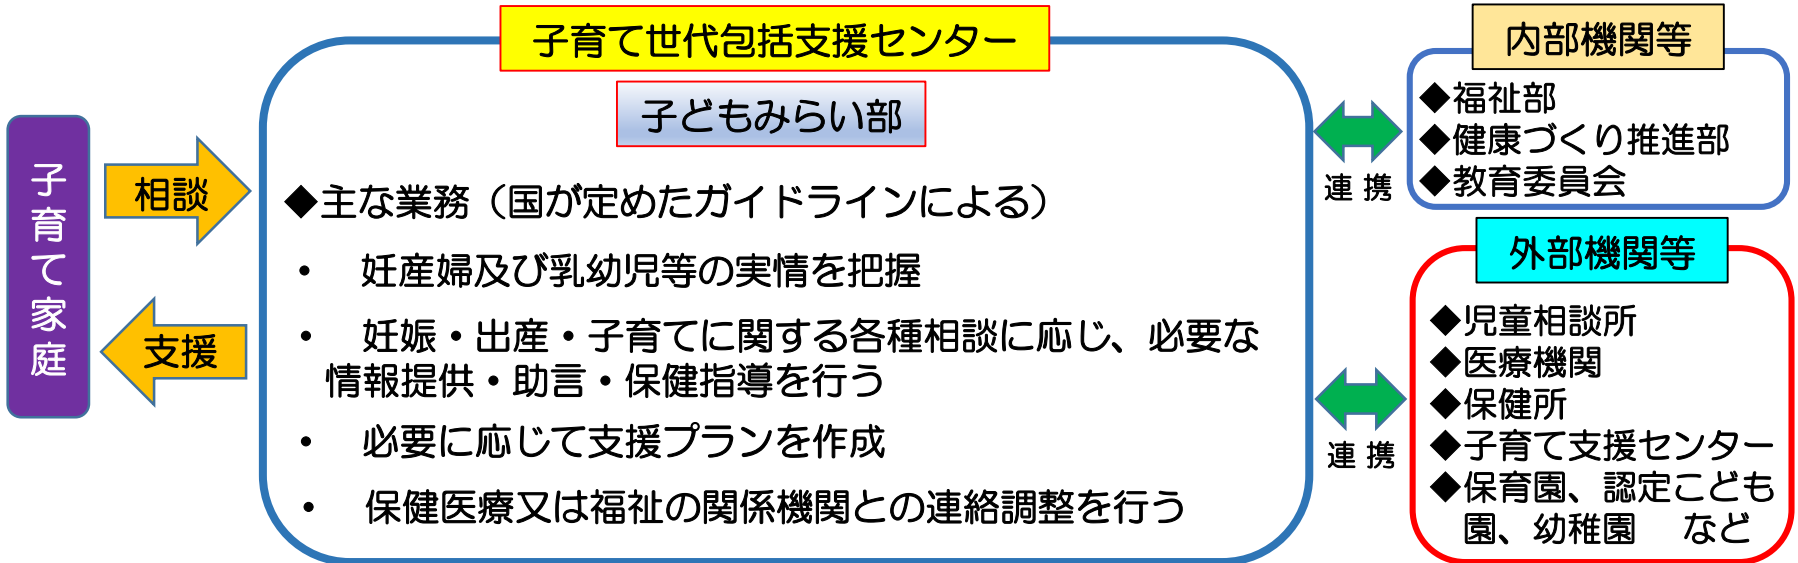 子育て家庭
相談
支援
子育て世代包括支援センター
子どもみらい部
◆主な業務（国が定めたガイドラインによる）
・　妊産婦及び乳幼児等の実情を把握
・　妊娠・出産・子育てに関する各種相談に応じ、必要な
情報提供・助言・保健指導を行う
・　必要に応じて支援プランを作成
・　保健医療又は福祉の関係機関との連絡調整を行う
連 携
連 携
内部機関等
◆福祉部
◆健康づくり推進部
◆教育委員会
外部機関等
◆児童相談所
◆医療機関
◆保健所
◆子育て支援センター
◆保育園、認定こども
園、幼稚園　など